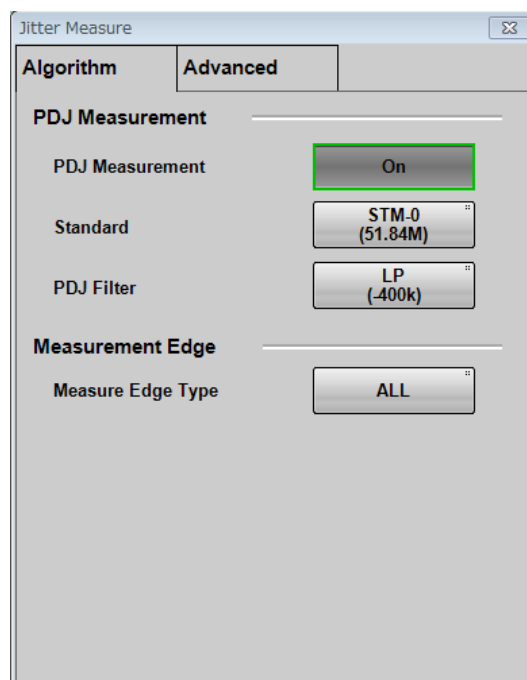 Jitter Measure
Algorithm
Advanced
PDJ Measurement
PDJ Measurement
On
Standard
STM-0
(51.84M)
PDJ Filter
LP
(-400k)
Measurement Edge
Measure Edge Type
ALL